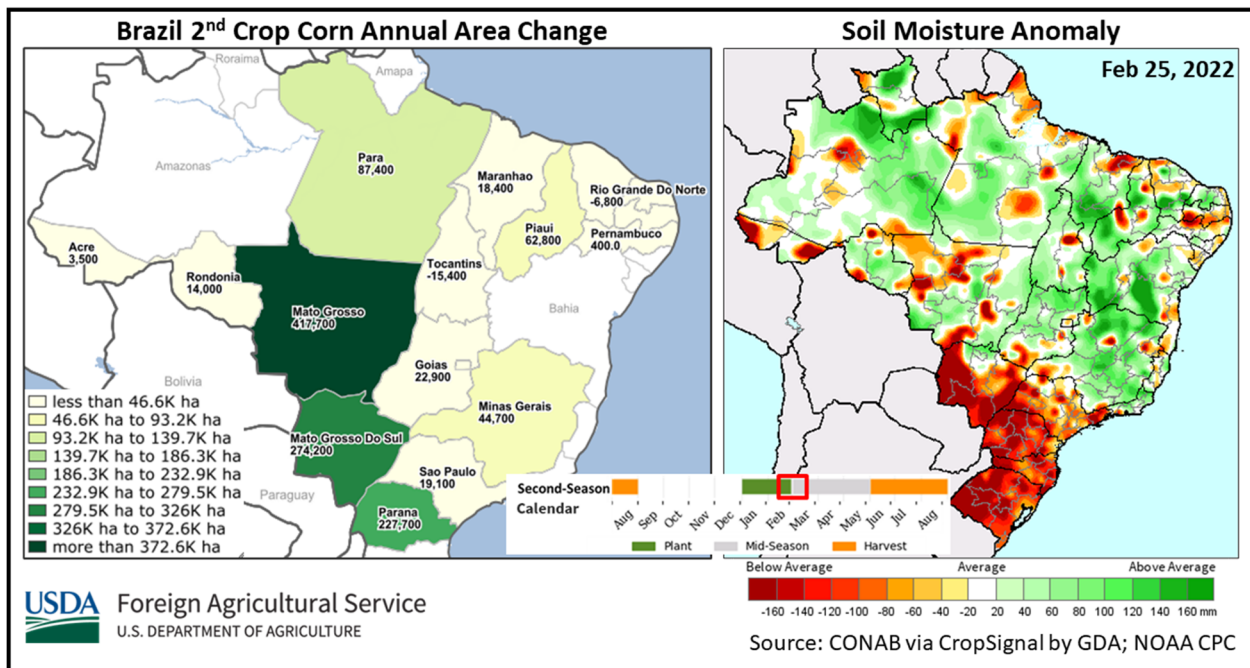 Brazil 2nd Crop Corn Annual Area Change
Roraima
Amapa
Amazonas
Para
87,400
Maranhao
18,400
Rio Grande Do Norte
-6,800
Piaui
62,800
Pernambuco
400.0
Acre
3,500
Rondonia
14,000
Tocantins
-15,400
Mato Grosso
417,700
Bahia
Goias
22,900
Bolivia
Minas Gerais
44,700
Mato Grosso Do Sul
274,200
Sao Paulo
19,100
Paraguay
Parana
227,700
less than 46.6K ha
46.6K ha to 93.2K ha
93.2K ha to 139.7K ha
139.7K ha to 186.3K ha
186.3K ha to 232.9K ha
232.9K ha to 279.5K ha
279.5K ha to 326K ha
326K ha to 372.6K ha
more than 372.6K ha
Soil Moisture Anomaly
Feb 25, 2022
Second-Season
Calendar
Aug Sep Oct Nov Dec Jan Feb Mar Apr May Jun Jul Aug
Plant Mid-Season Harvest
Below Average Average Above Average
-160 -140 -120 -100 -80 -60 -40 -20 20 40 60 80 100 120 140 160 mm
USDA Foreign Agricultural Service
U.S. DEPARTMENT OF AGRICULTURE
Source: CONAB via CropSignal by GDA; NOAA CPC